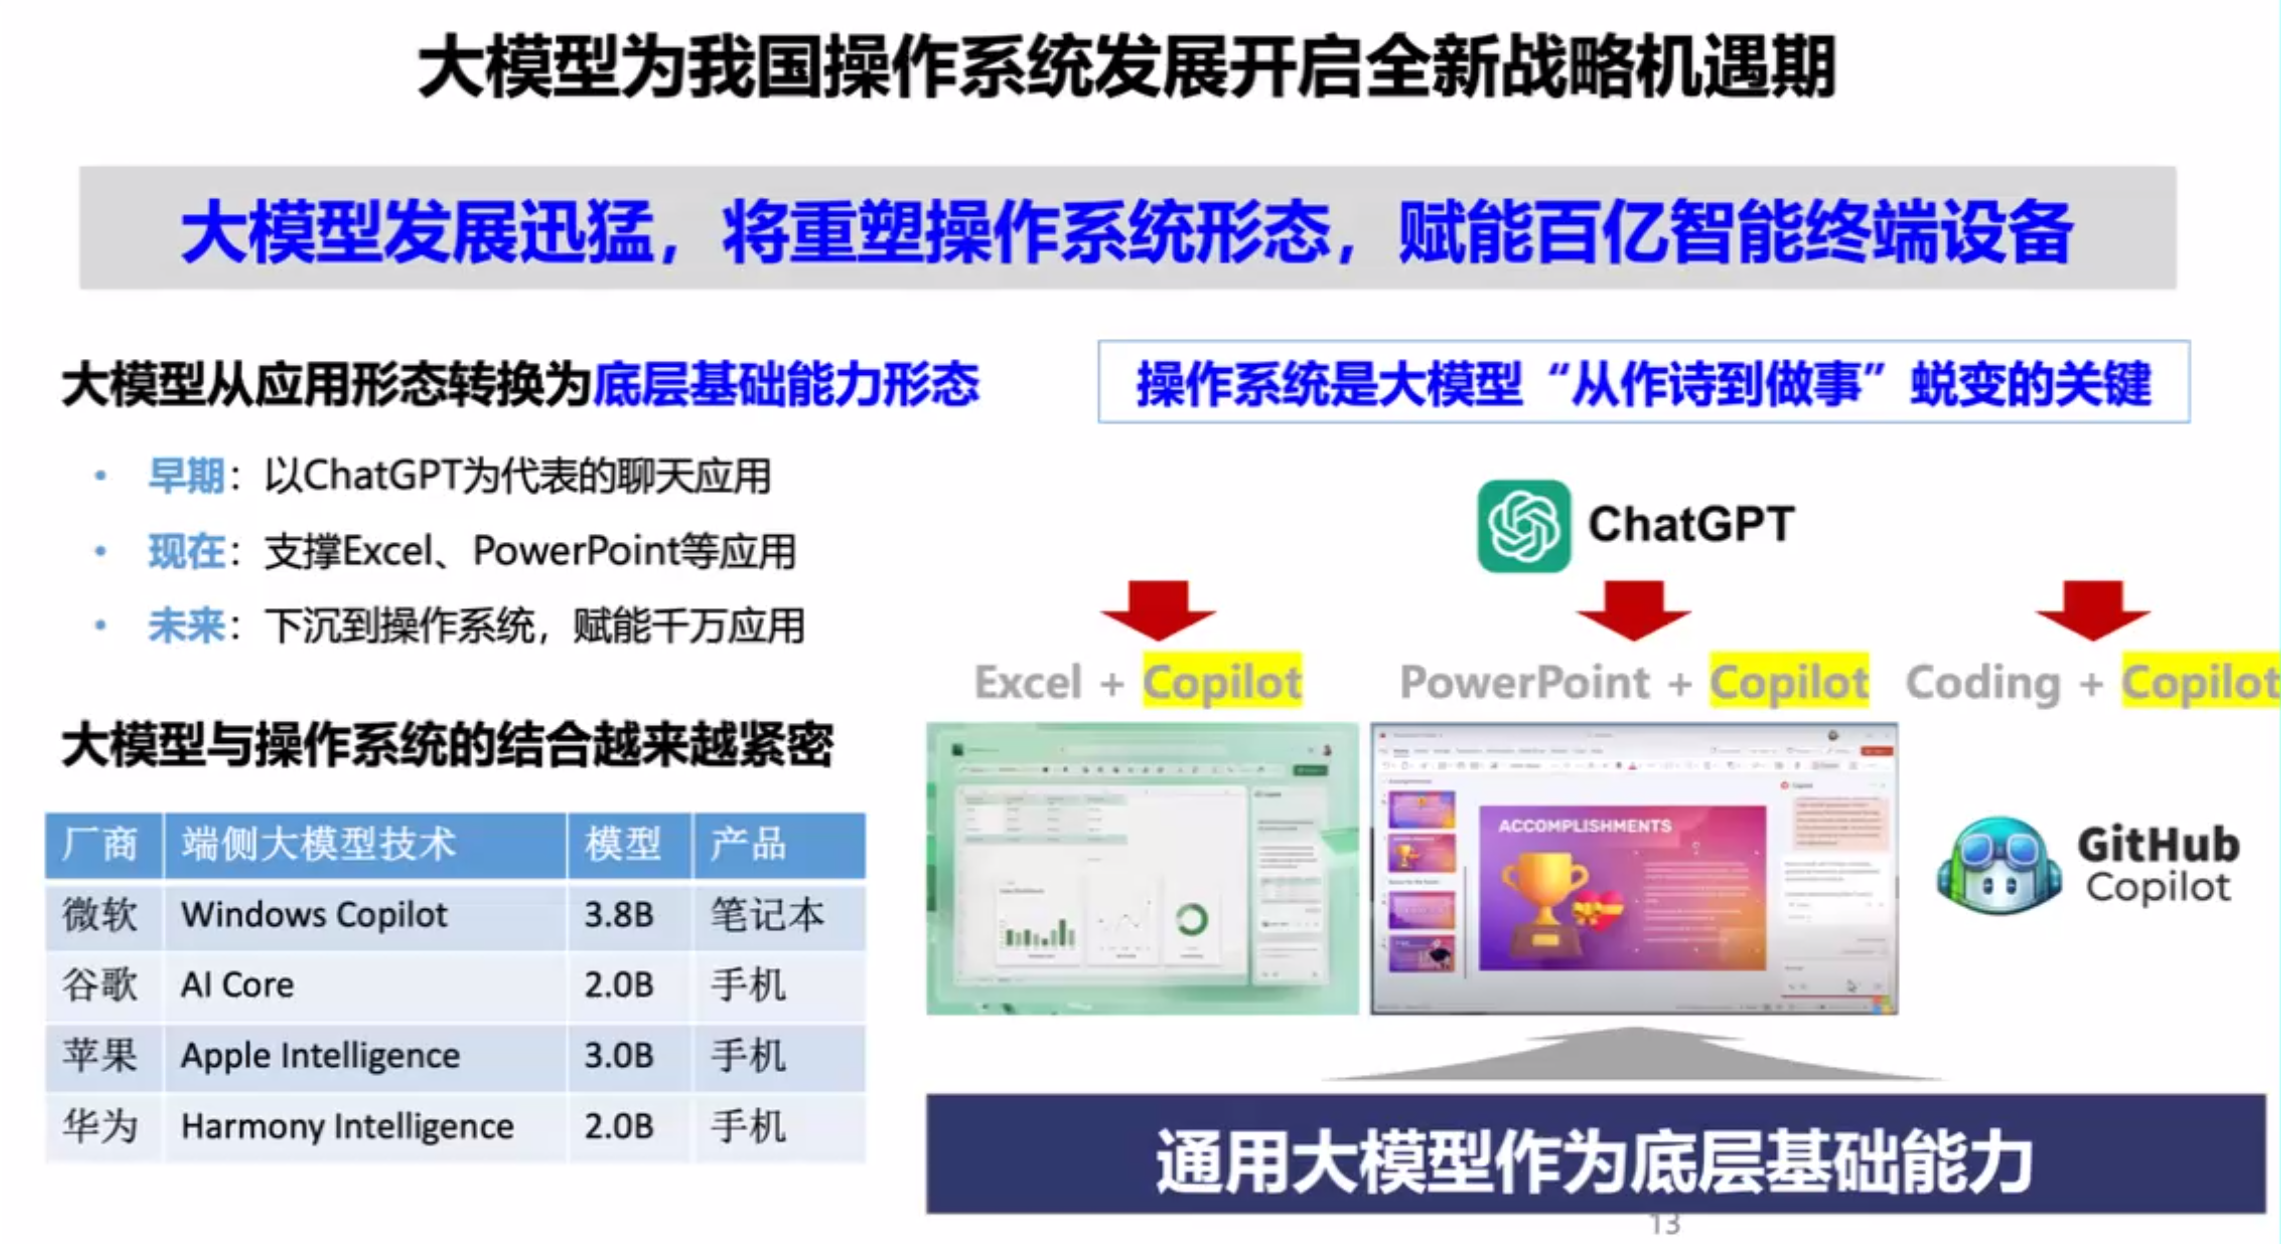 大模型为我国操作系统发展开启全新战略机遇期
大模型发展迅猛，将重塑操作系统形态，赋能百亿智能终端设备
大模型从应用形态转换为底层基础能力形态
• 早期：以ChatGPT为代表的聊天应用
• 现在：支撑Excel、PowerPoint等应用
• 未来：下沉到操作系统，赋能千万应用
大模型与操作系统的结合越来越紧密
厂商 端侧大模型技术 模型 产品
微软 Windows Copilot 3.8B 笔记本
谷歌 AI Core 2.0B 手机
苹果 Apple Intelligence 3.0B 手机
华为 Harmony Intelligence 2.0B 手机
操作系统是大模型“从作诗到做事”蜕变的关键
ChatGPT
Excel + Copilot
PowerPoint + Copilot
Coding + Copilot
ACCOMPLISHMENTS
GitHub
Copilot
通用大模型作为底层基础能力
13